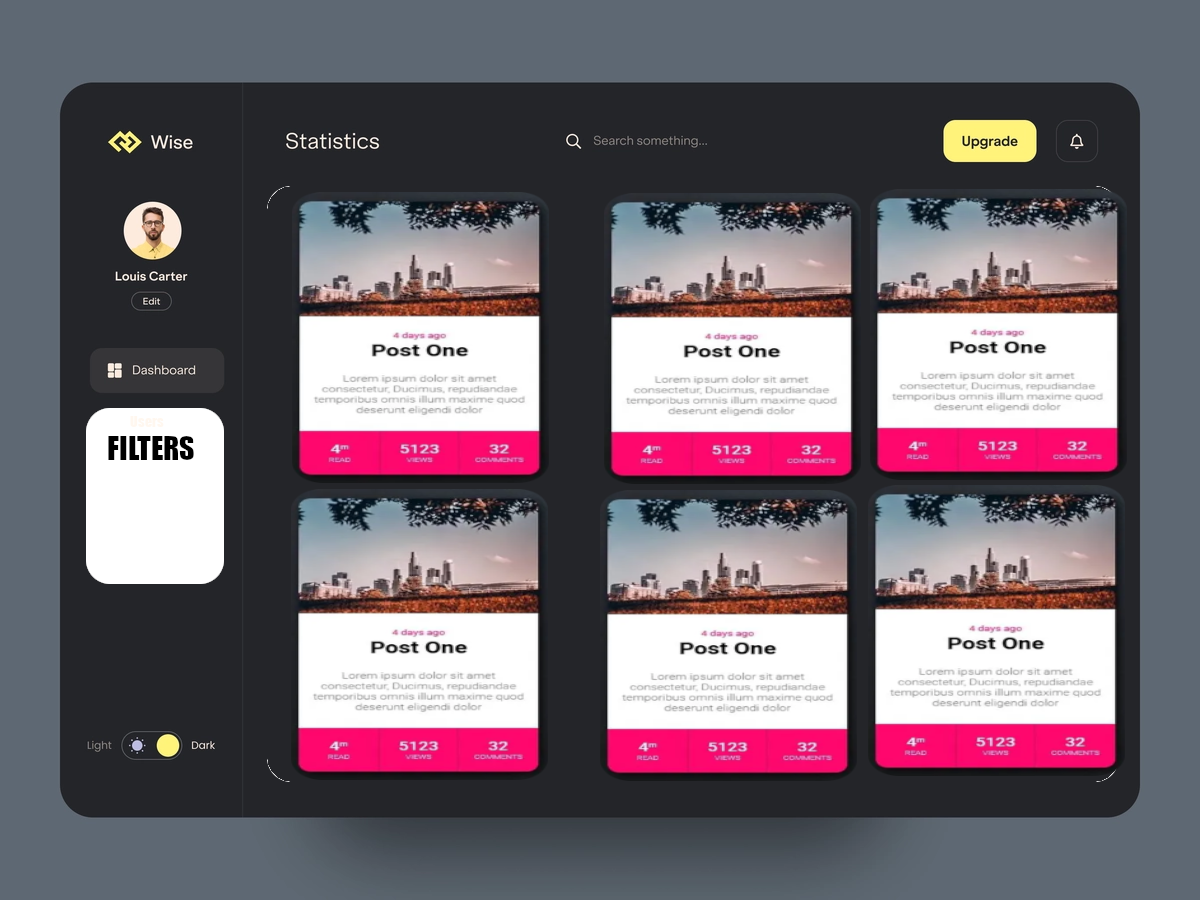 Wise
Statistics
Search something...
Upgrade
Louis Carter
Edit
Dashboard
Users
FILTERS
Light
Dark
4 days ago
Post One
Lorem ipsum dolor sit amet
consectetur, Ducimus, repudiandae
temporibus omnis illum maxime quod
deserunt eligendi dolor
4m
READ
5123
VIEWS
32
COMMENTS
4 days ago
Post One
Lorem ipsum dolor sit amet
consectetur, Ducimus, repudiandae
temporibus omnis illum maxime quod
deserunt eligendi dolor
4m
READ
5123
VIEWS
32
COMMENTS
4 days ago
Post One
Lorem ipsum dolor sit amet
consectetur, Ducimus, repudiandae
temporibus omnis illum maxime quod
deserunt eligendi dolor
4m
READ
5123
VIEWS
32
COMMENTS
4 days ago
Post One
Lorem ipsum dolor sit amet
consectetur, Ducimus, repudiandae
temporibus omnis illum maxime quod
deserunt eligendi dolor
4m
READ
5123
VIEWS
32
COMMENTS
4 days ago
Post One
Lorem ipsum dolor sit amet
consectetur, Ducimus, repudiandae
temporibus omnis illum maxime quod
deserunt eligendi dolor
4m
READ
5123
VIEWS
32
COMMENTS
4 days ago
Post One
Lorem ipsum dolor sit amet
consectetur, Ducimus, repudiandae
temporibus omnis illum maxime quod
deserunt eligendi dolor
4m
READ
5123
VIEWS
32
COMMENTS